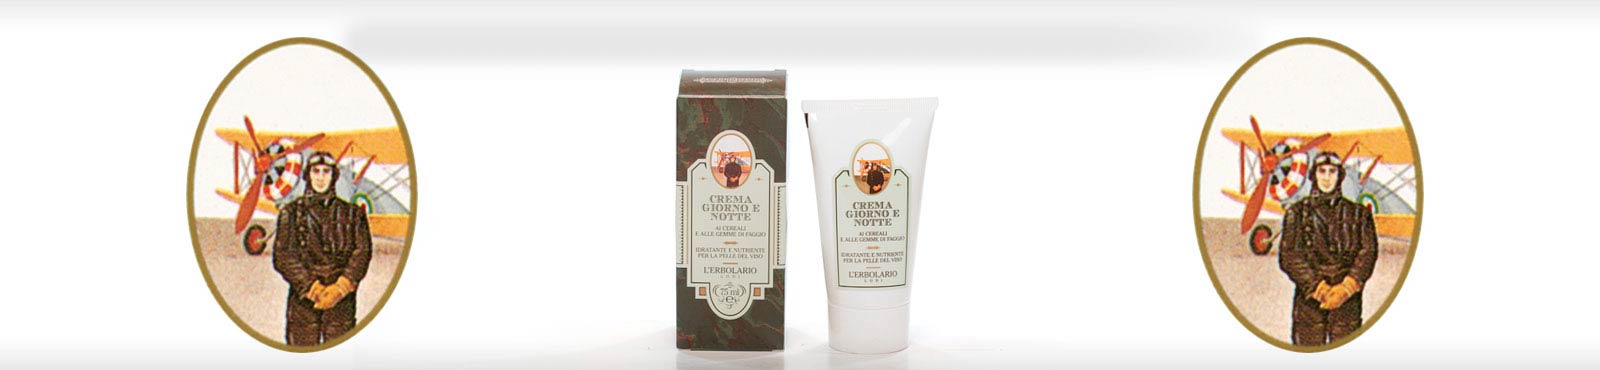 CREMA
GIORNO E
NOTTE
AI CEREALI
E ALLE GEMME DI FAGGIO
IDRATANTE E NUTRIENTE
PER LA PELLE DEL VISO
L'ERBOLARIO
LODI
75 ml
e
CREMA
GIORNO E
NOTTE
AI CEREALI
E ALLE GEMME DI FAGGIO
IDRATANTE E NUTRIENTE
PER LA PELLE DEL VISO
L'ERBOLARIO
LODI